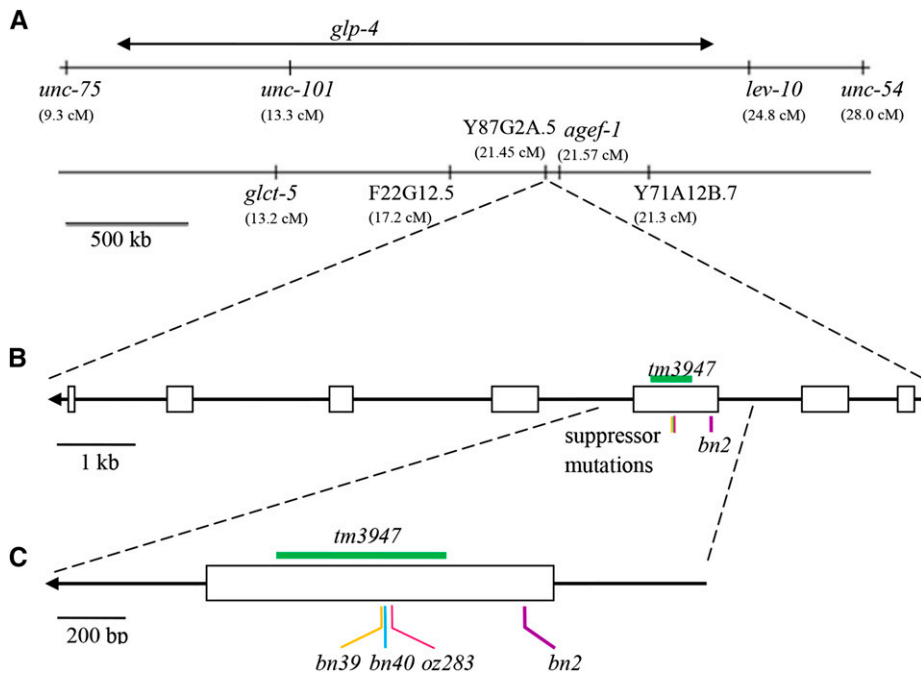 A
glp-4
unc-75
(9.3 cM)
unc-101
(13.3 cM)
lev-10
(24.8 cM)
unc-54
(28.0 cM)
Y87G2A.5
(21.45 cM)
agef-1
(21.57 cM)
glct-5
(13.2 cM)
F22G12.5
(17.2 cM)
Y71A12B.7
(21.3 cM)
500 kb
B
tm3947
suppressor
mutations
bn2
1 kb
C
tm3947
200 bp
bn39
bn40
oz283
bn2